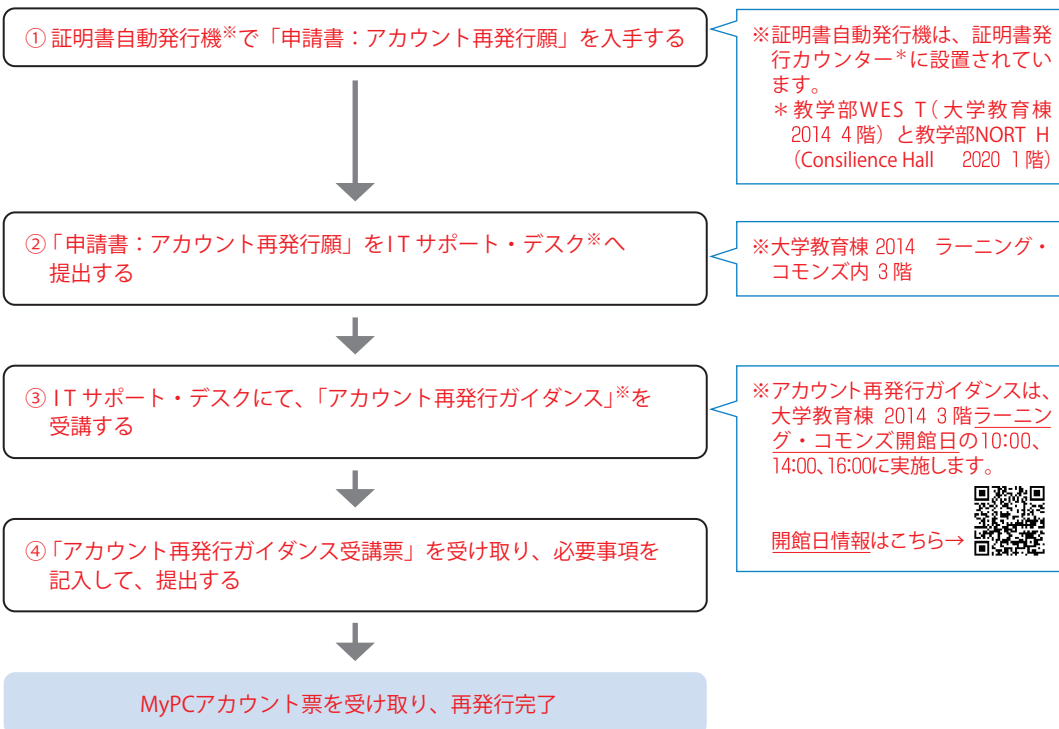 ① 証明書自動発行機※で「申請書：アカウント再発行願」を入手する
※証明書自動発行機は、証明書発
行カウンター＊に設置されてい
ます。
＊教学部WES T（大学教育棟
2014 4階）と教学部NORT H
（Consilience Hall 2020 1階）
②「申請書：アカウント再発行願」をIT サポート・デスク※へ
提出する
※大学教育棟 2014 ラーニング・
コモンズ内 3階
③ IT サポート・デスクにて、「アカウント再発行ガイダンス」※を
受講する
※アカウント再発行ガイダンスは、
大学教育棟 2014 3階ラーニン
グ・コモンズ開館日の10:00、
14:00、16:00に実施します。
開館日情報はこちら→
④「アカウント再発行ガイダンス受講票」を受け取り、必要事項を
記入して、提出する
MyPCアカウント票を受け取り、再発行完了